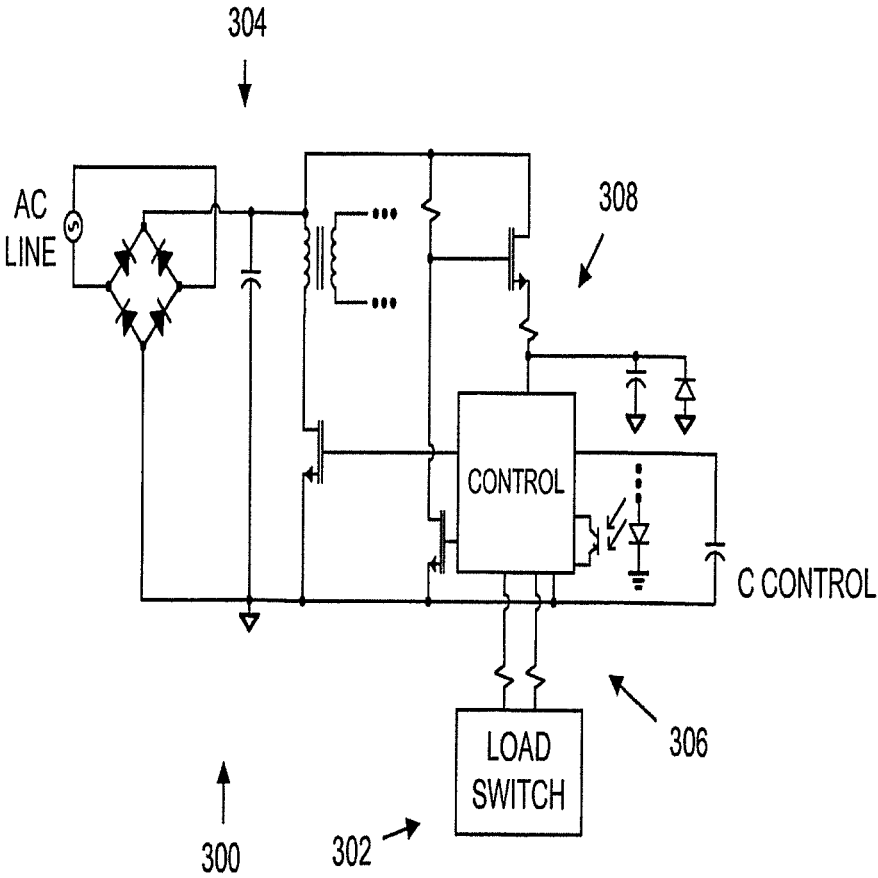 304
AC
LINE
S
308
CONTROL
C CONTROL
306
LOAD
SWITCH
302
300